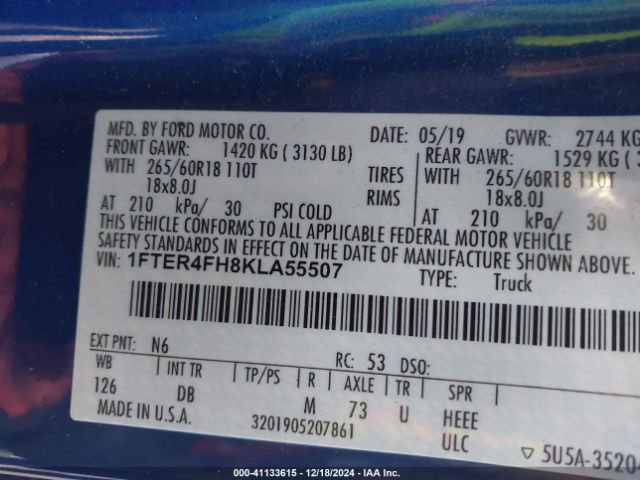 MFD. BY FORD MOTOR CO.
DATE: 05/19 GVWR: 2744 KG
FRONT GAWR: 1420 KG ( 3130 LB)
REAR GAWR: 1529 KG
WITH 265/60R18 110T TIRES WITH 265/60R18 110T
18x8.0J RIMS 18x8.0J
AT 210 kPa/ 30 PSI COLD AT 210 kPa/ 30
THIS VEHICLE CONFORMS TO ALL APPLICABLE FEDERAL MOTOR VEHICLE
SAFETY STANDARDS IN EFFECT ON THE DATE OF MANUFACTURE SHOWN ABOVE.
VIN: 1FTER4FH8KLA55507
TYPE: Truck
EXT PNT: N6 RC: 53 DSO:
WB INT TR TP/PS R AXLE TR SPR
126 DB M 73 U HEEE
MADE IN U.S.A. 3201905207861 ULC
▽ 5U5A-3520
000-41133615 - 12/18/2024 - IAA Inc.